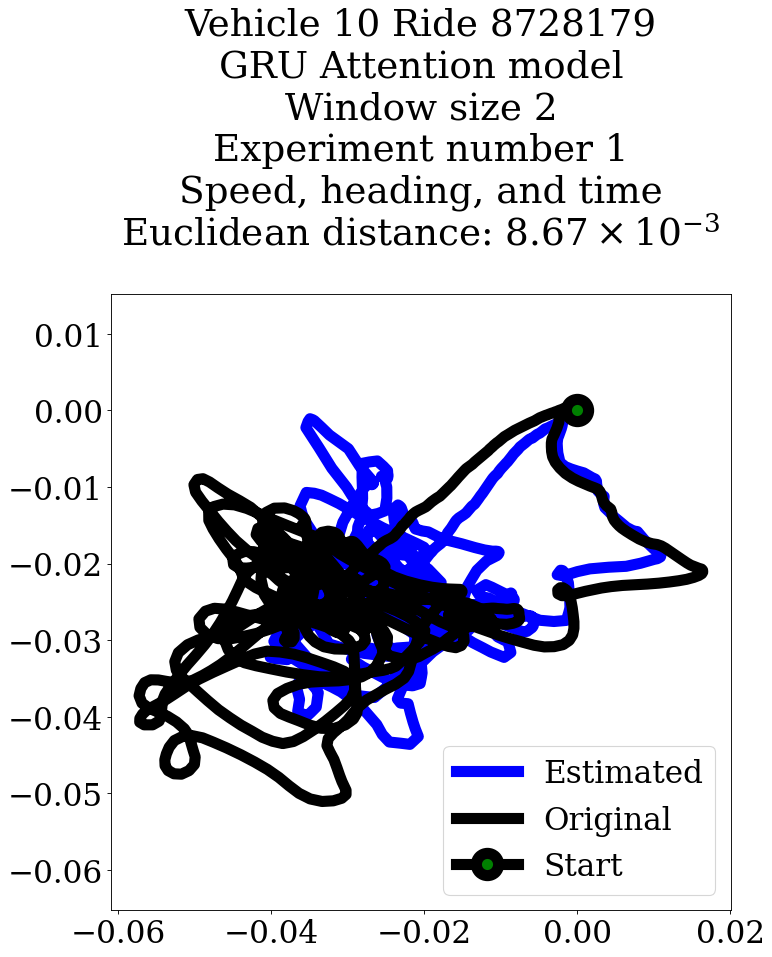 Vehicle 10 Ride 8728179
GRU Attention model
Window size 2
Experiment number 1
Speed, heading, and time
Euclidean distance: 8.67 × 10⁻³
0.01
0.00
−0.01
−0.02
−0.03
−0.04
−0.05
−0.06
Estimated
Original
Start
−0.06 −0.04 −0.02 0.00 0.02